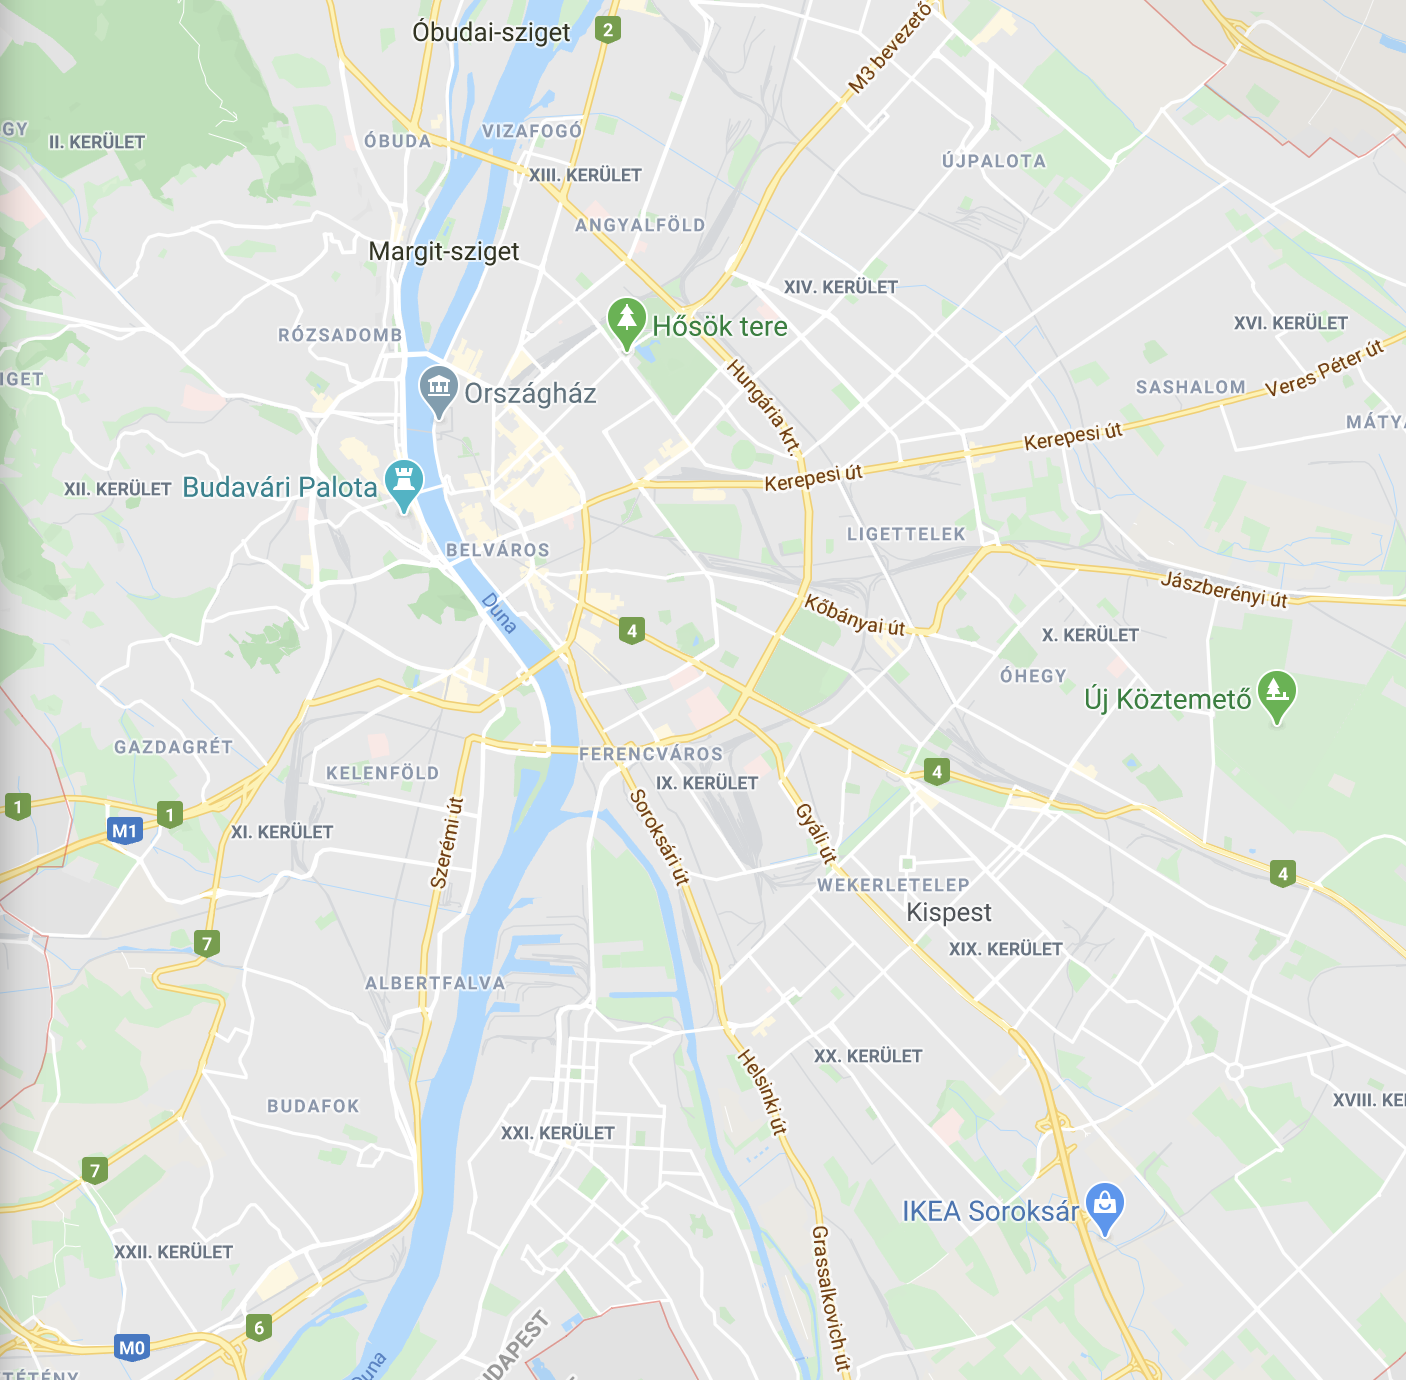 Óbudai-sziget
2
M3 bevezető
GY
II. KERÜLET
ÓBUDA
VIZAFOGÓ
XIII. KERÜLET
ÚJPALOTA
ANGYALFÖLD
Margit-sziget
XIV. KERÜLET
RÓZSADOMB
Hősök tere
XVI. KERÜLET
Veres Péter út
IGET
Országház
Hungária krt.
SASHALOM
MÁTYÁ
Kerepesi út
XII. KERÜLET
Budavári Palota
Kerepesi út
BELVÁROS
LIGETTELEK
Duna
4
Kőbányai út
Jászberényi út
X. KERÜLET
ÓHEGY
Új Köztemető
GAZDAGRÉT
KELENFÖLD
FERENCVÁROS
IX. KERÜLET
4
1
1
M1
XI. KERÜLET
Szerémi út
Soroksári út
Gyáli út
4
WEKERLETELEP
Kispest
7
XIX. KERÜLET
ALBERTFALVA
XX. KERÜLET
Helsinki út
BUDAFOK
XVIII. KE
XXI. KERÜLET
7
IKEA Soroksár
XXII. KERÜLET
Grassalkovich út
6
M0
UDAPEST
Duna
TÉTÉNY